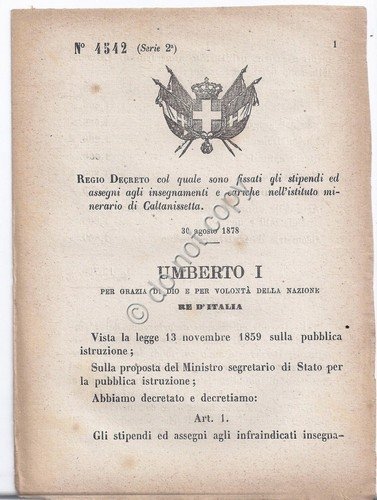 N° 4542 (Serie 2ª) 1
REGIO DECRETO col quale sono fissati gli stipendi ed
assegni agli insegnamenti e cariche nell'istituto mi-
nerario di Caltanissetta.
30 agosto 1878
UMBERTO I
PER GRAZIA DI DIO E PER VOLONTÀ DELLA NAZIONE
RE D'ITALIA
Vista la legge 13 novembre 1859 sulla pubblica
istruzione;
Sulla proposta del Ministro segretario di Stato per
la pubblica istruzione;
Abbiamo decretato e decretiamo:
Art. 1.
Gli stipendi ed assegni agli infraindicati insegna-
do not copy